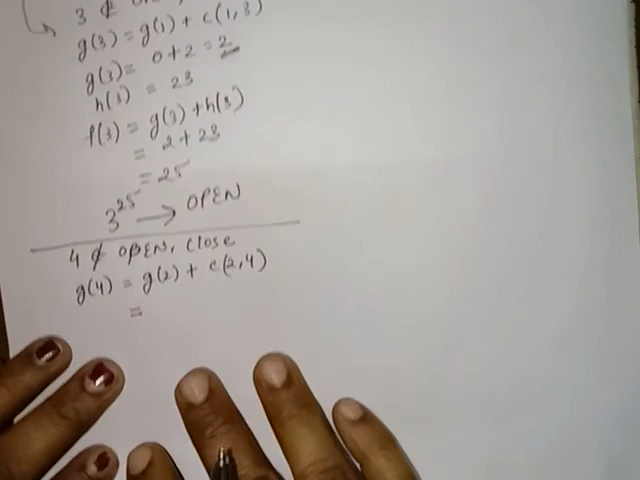 3 ∉
g(3) = g(1) + c(1,3)
g(3) = 0+2 = 2
h(3) = 23
f(3) = g(3) + h(3)
= 2 + 23
= 25
3^25 → OPEN
4 ∉ OPEN, close
g(4) = g(2) + c(2,4)
=